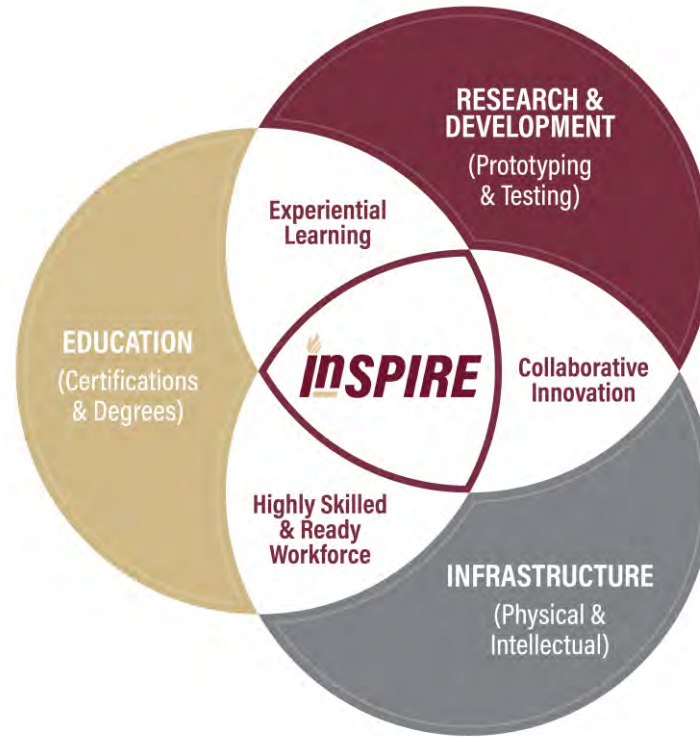 RESEARCH &
DEVELOPMENT
(Prototyping
& Testing)
Experiential
Learning
EDUCATION
(Certifications
& Degrees)
inSPIRE
Collaborative
Innovation
Highly Skilled
& Ready
Workforce
INFRASTRUCTURE
(Physical &
Intellectual)